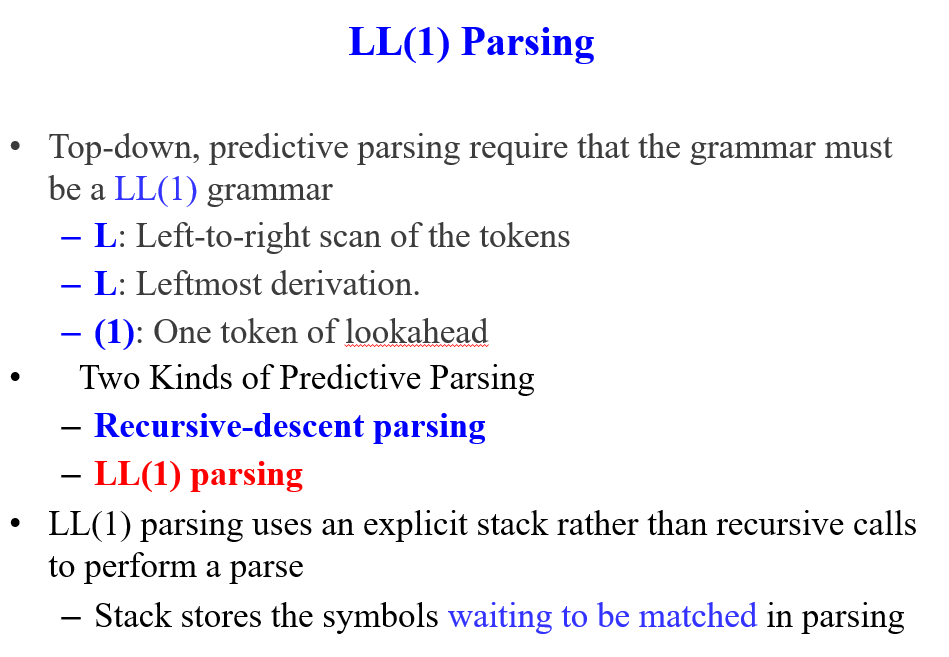 LL(1) Parsing
• Top-down, predictive parsing require that the grammar must
be a LL(1) grammar
– L: Left-to-right scan of the tokens
– L: Leftmost derivation.
– (1): One token of lookahead
• Two Kinds of Predictive Parsing
– Recursive-descent parsing
– LL(1) parsing
• LL(1) parsing uses an explicit stack rather than recursive calls
to perform a parse
– Stack stores the symbols waiting to be matched in parsing